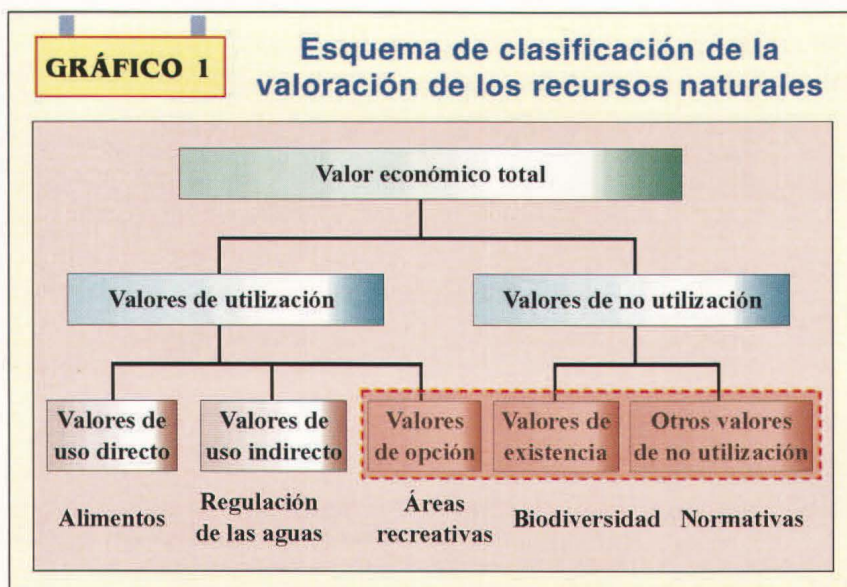 GRÁFICO 1
Esquema de clasificación de la
valoración de los recursos naturales
Valor económico total
Valores de utilización
Valores de no utilización
Valores de
uso directo
Valores de
uso indirecto
Valores
de opción
Valores de
existencia
Otros valores
de no utilización
Alimentos
Regulación
de las aguas
Áreas
recreativas
Biodiversidad
Normativas